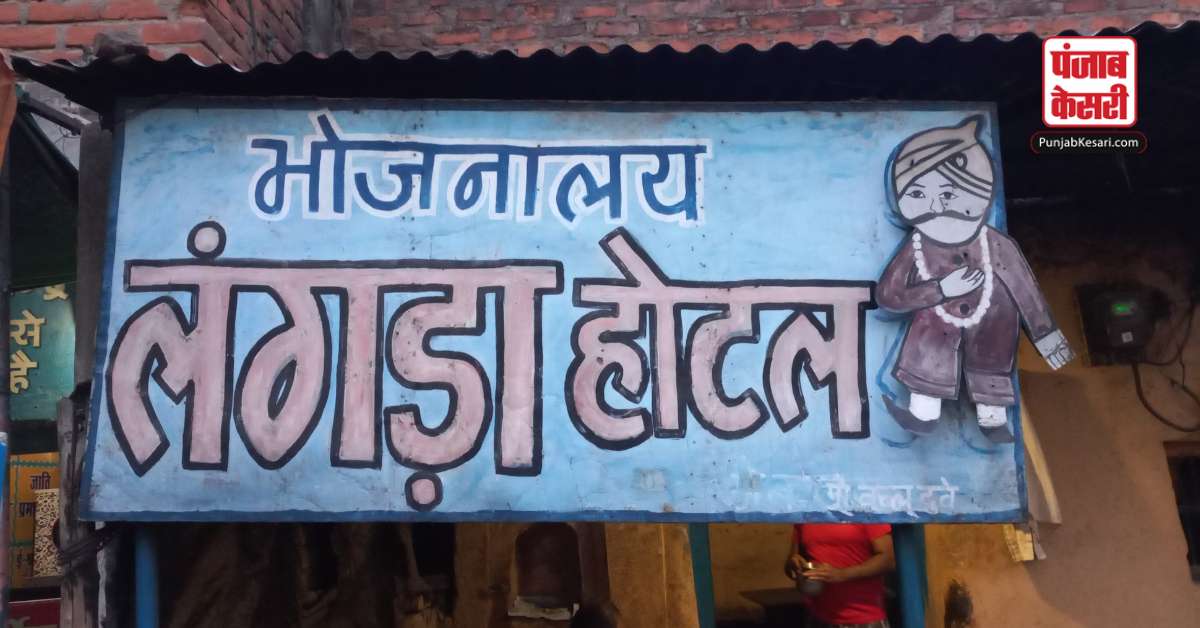 पंजाब
केसरी
PunjabKesari.com
भोजनालय
लंगड़ा होटल
से
है
जाति